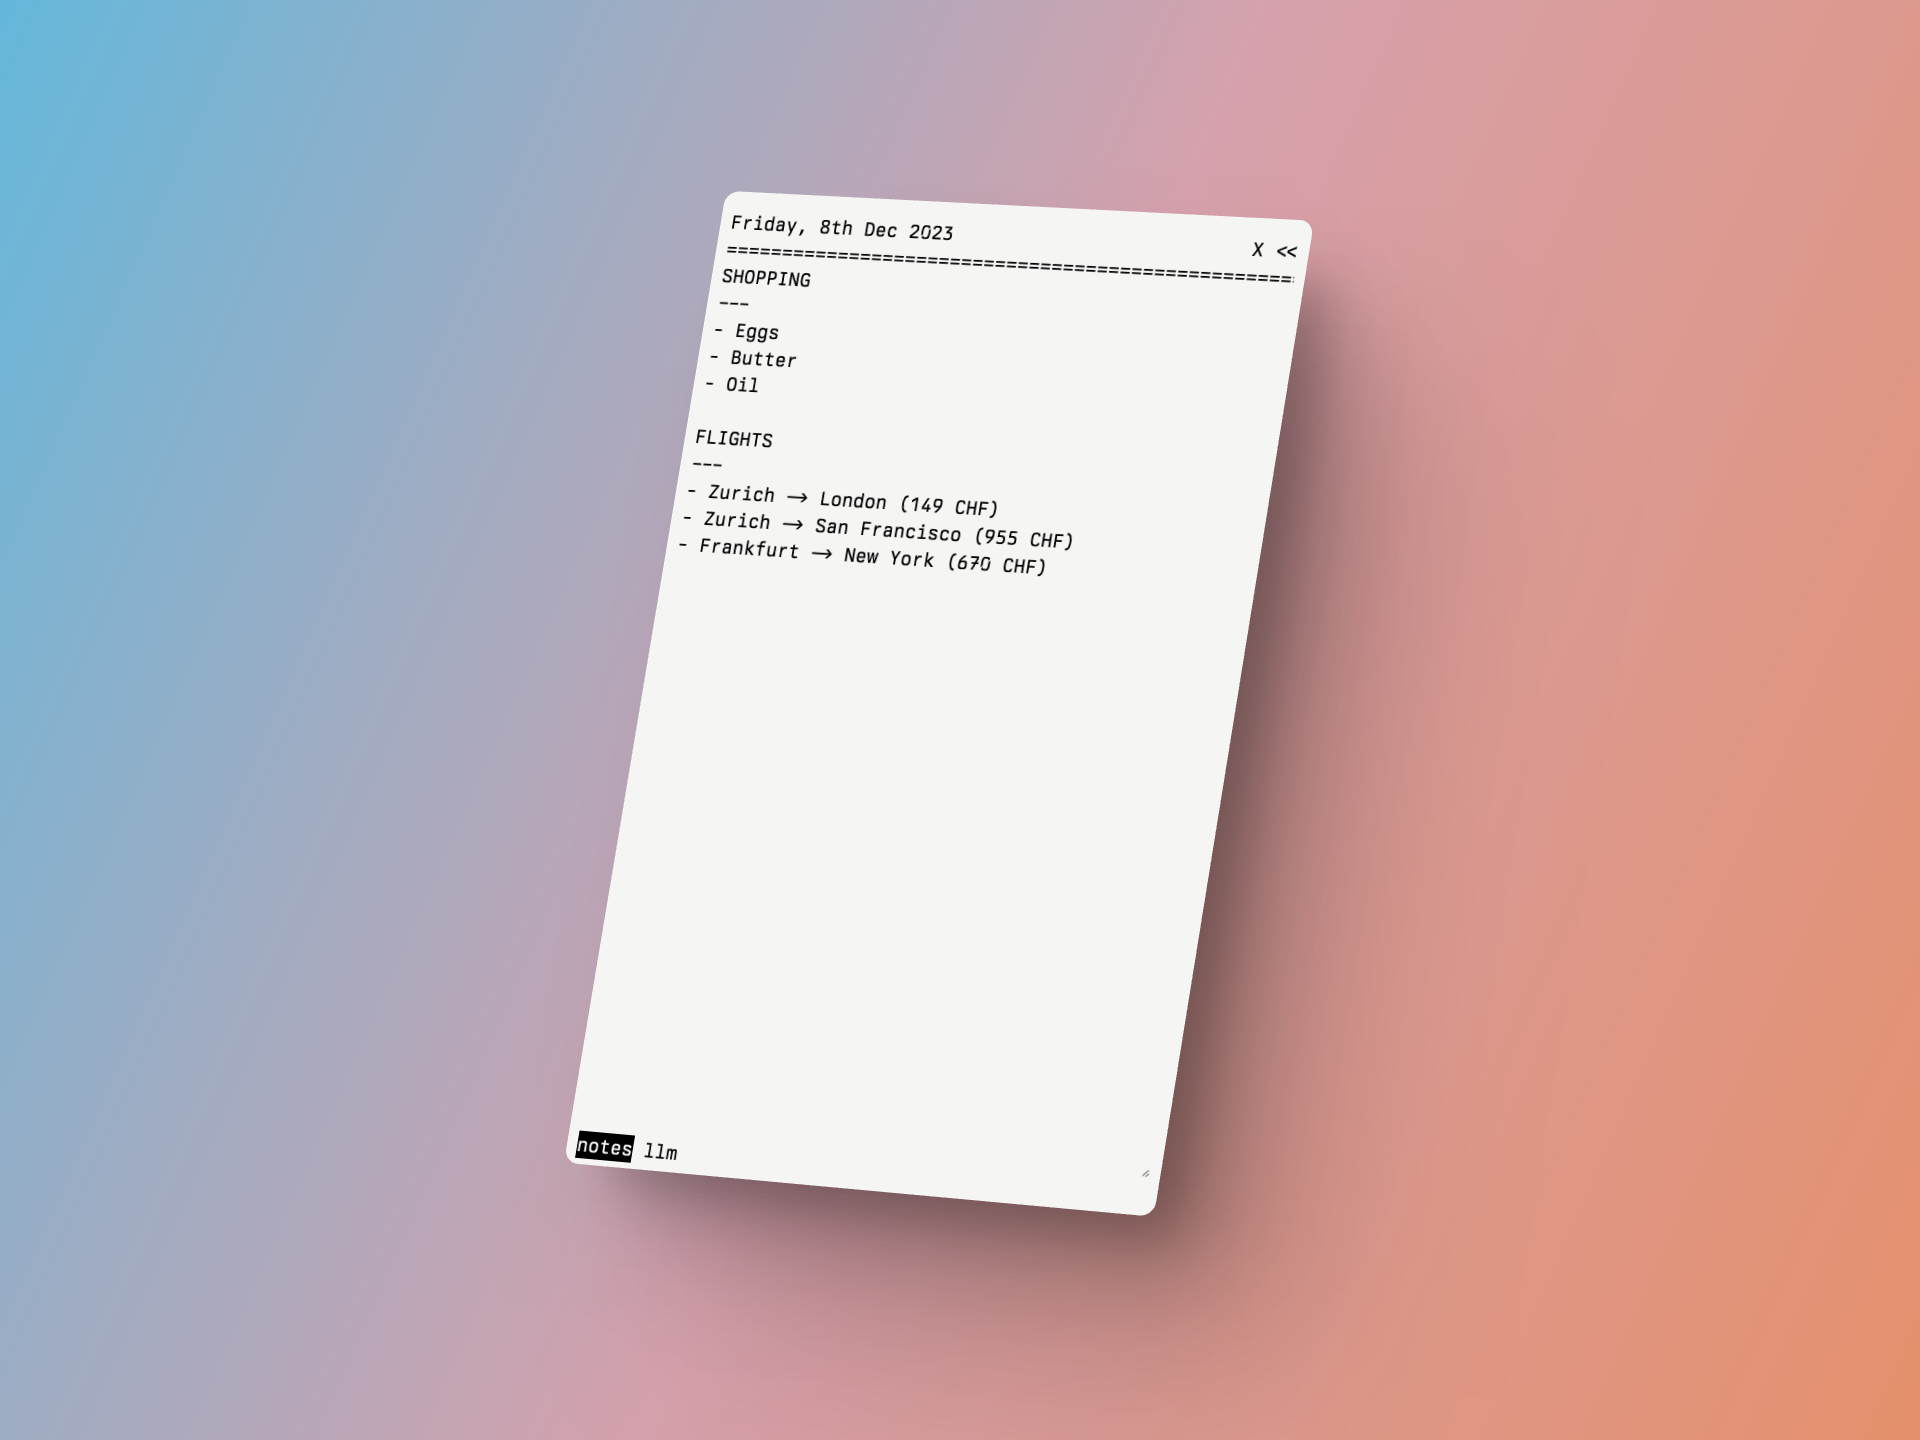 Friday, 8th Dec 2023
X <<
===================================================
SHOPPING
---
- Eggs
- Butter
- Oil
FLIGHTS
---
- Zurich → London (149 CHF)
- Zurich → San Francisco (955 CHF)
- Frankfurt → New York (670 CHF)
notes llm